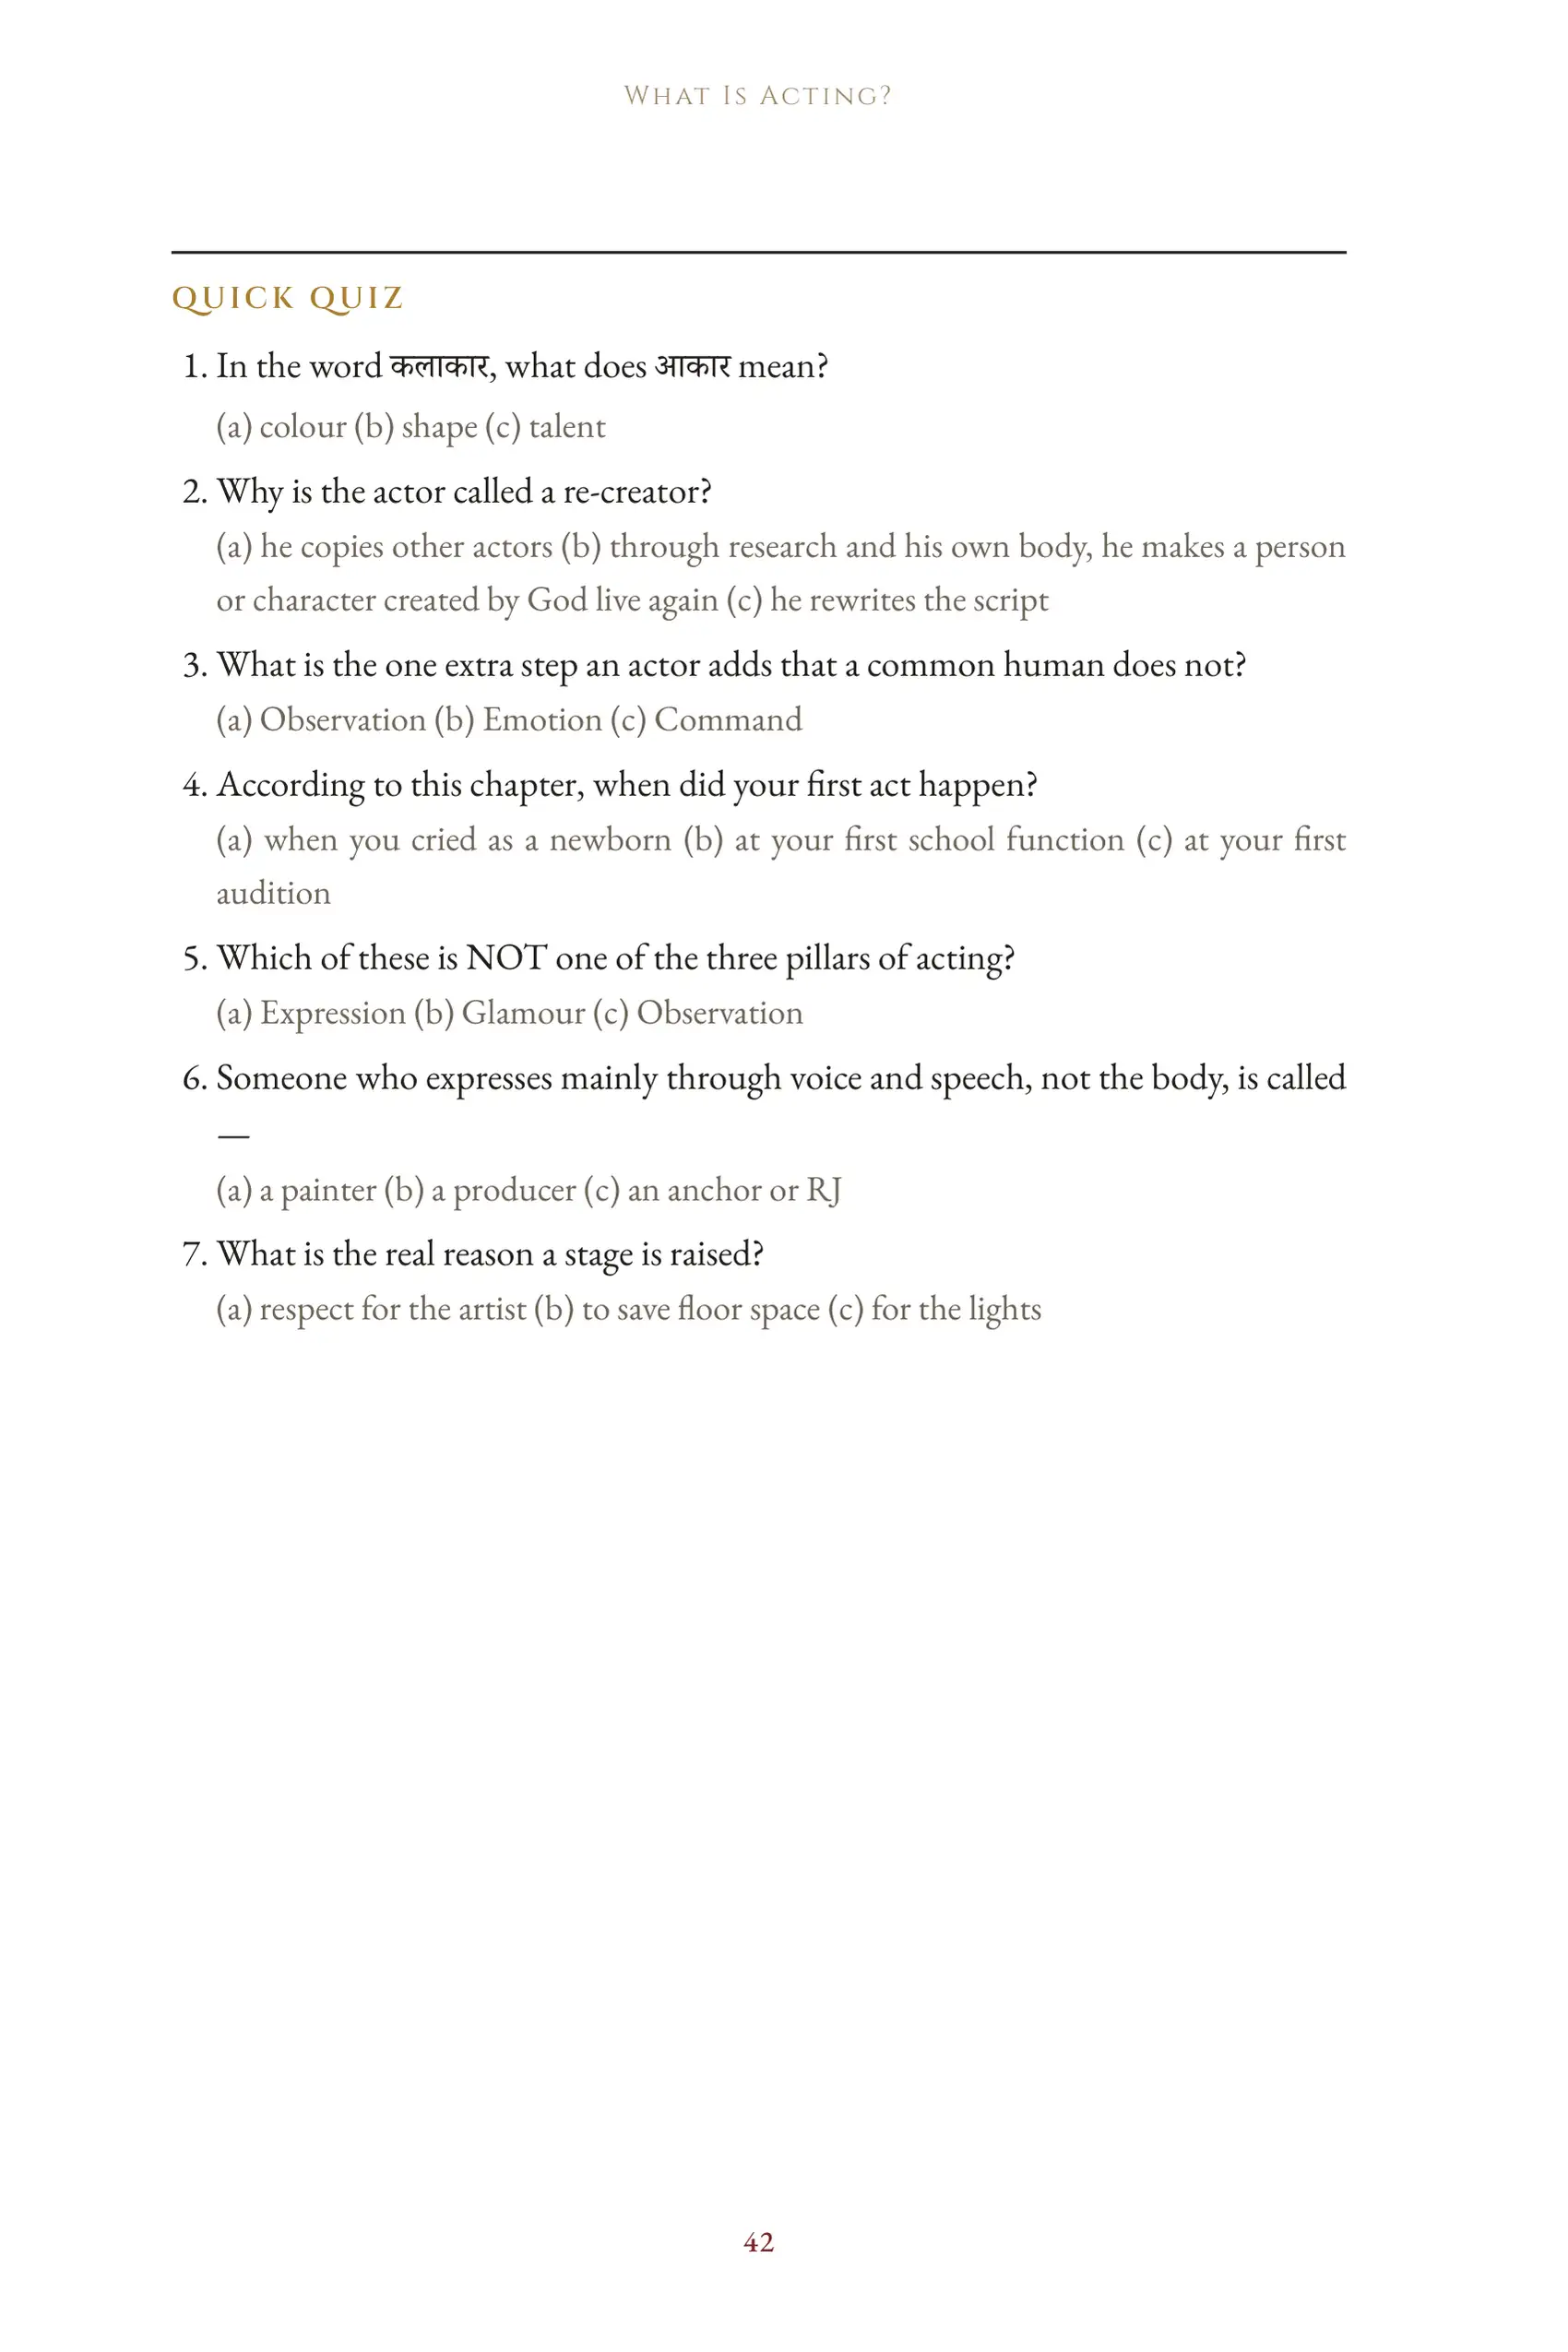 What Is Acting?
QUICK QUIZ
1. In the word कलाकार, what does आकार mean?
(a) colour (b) shape (c) talent
2. Why is the actor called a re-creator?
(a) he copies other actors (b) through research and his own body, he makes a person
or character created by God live again (c) he rewrites the script
3. What is the one extra step an actor adds that a common human does not?
(a) Observation (b) Emotion (c) Command
4. According to this chapter, when did your first act happen?
(a) when you cried as a newborn (b) at your first school function (c) at your first
audition
5. Which of these is NOT one of the three pillars of acting?
(a) Expression (b) Glamour (c) Observation
6. Someone who expresses mainly through voice and speech, not the body, is called
—
(a) a painter (b) a producer (c) an anchor or RJ
7. What is the real reason a stage is raised?
(a) respect for the artist (b) to save floor space (c) for the lights
42